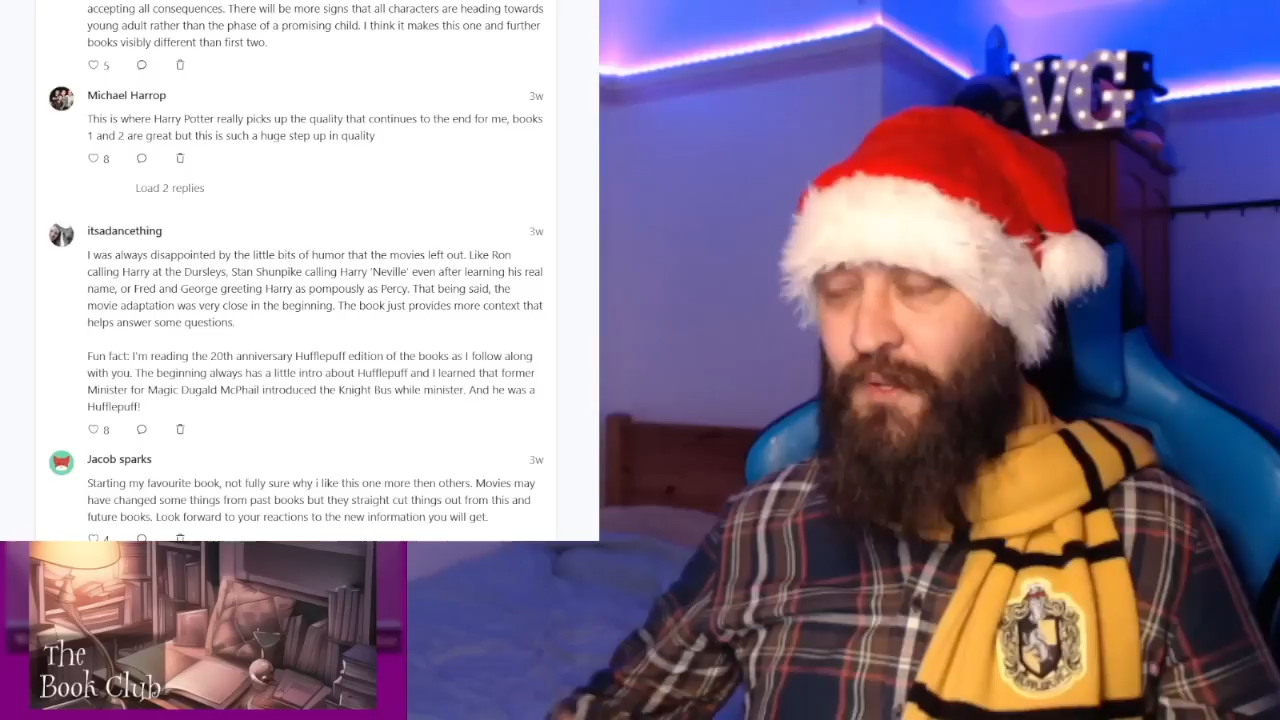 accepting all consequences. There will be more signs that all characters are heading towards
young adult rather than the phase of a promising child. I think it makes this one and further
books visibly different than first two.
5
Michael Harrop
3w
This is where Harry Potter really picks up the quality that continues to the end for me, books
1 and 2 are great but this is such a huge step up in quality
8
Load 2 replies
itsadancething
3w
I was always disappointed by the little bits of humor that the movies left out. Like Ron
calling Harry at the Dursleys, Stan Shunpike calling Harry 'Neville' even after learning his real
name, or Fred and George greeting Harry as pompously as Percy. That being said, the
movie adaptation was very close in the beginning. The book just provides more context that
helps answer some questions.
Fun fact: I'm reading the 20th anniversary Hufflepuff edition of the books as I follow along
with you. The beginning always has a little intro about Hufflepuff and I learned that former
Minister for Magic Dugald McPhail introduced the Knight Bus while minister. And he was a
Hufflepuff!
8
Jacob sparks
3w
Starting my favourite book, not fully sure why i like this one more then others. Movies may
have changed some things from past books but they straight cut things out from this and
future books. Look forward to your reactions to the new information you will get.
4
VG
HUFFLEPUFF
The
Book Club